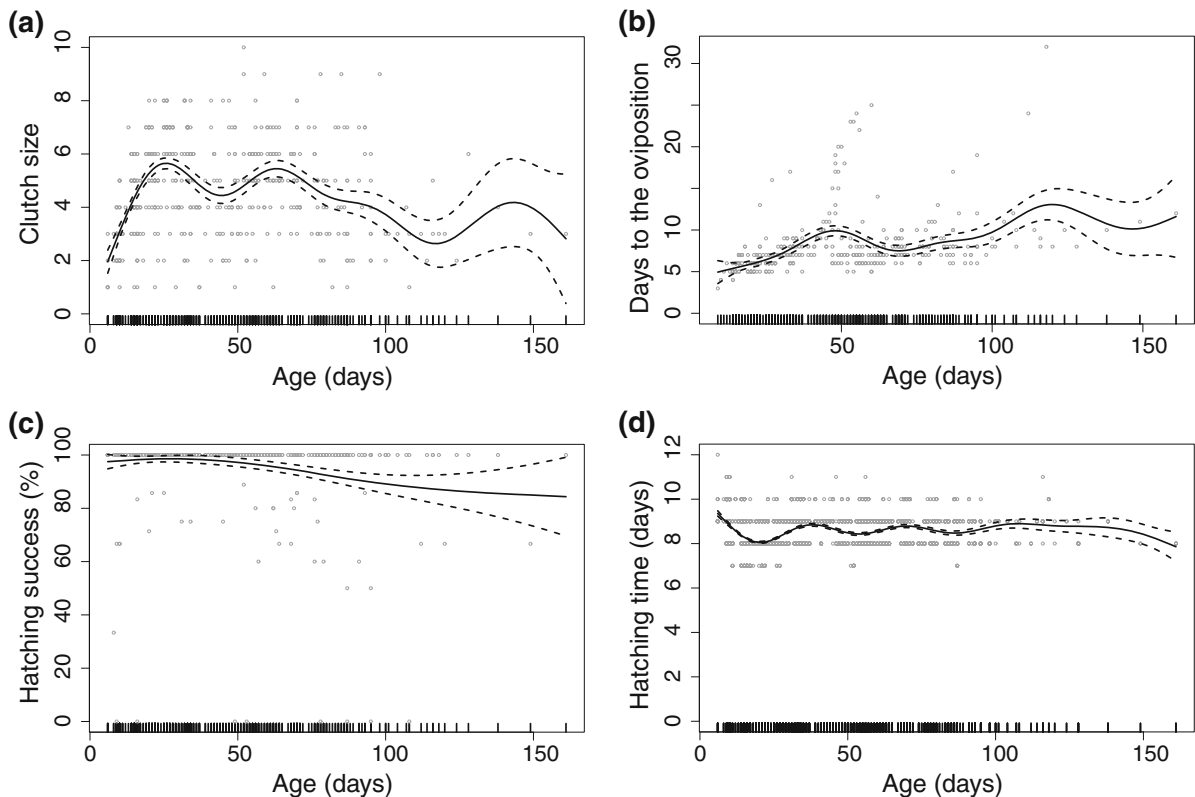 (a)
10
8
6
4
2
0
Clutch size
0 50 100 150
Age (days)
(b)
30
20
10
5
0
Days to the oviposition
0 50 100 150
Age (days)
(c)
100
80
60
40
20
0
Hatching success (%)
0 50 100 150
Age (days)
(d)
12
10
8
6
4
2
0
Hatching time (days)
0 50 100 150
Age (days)